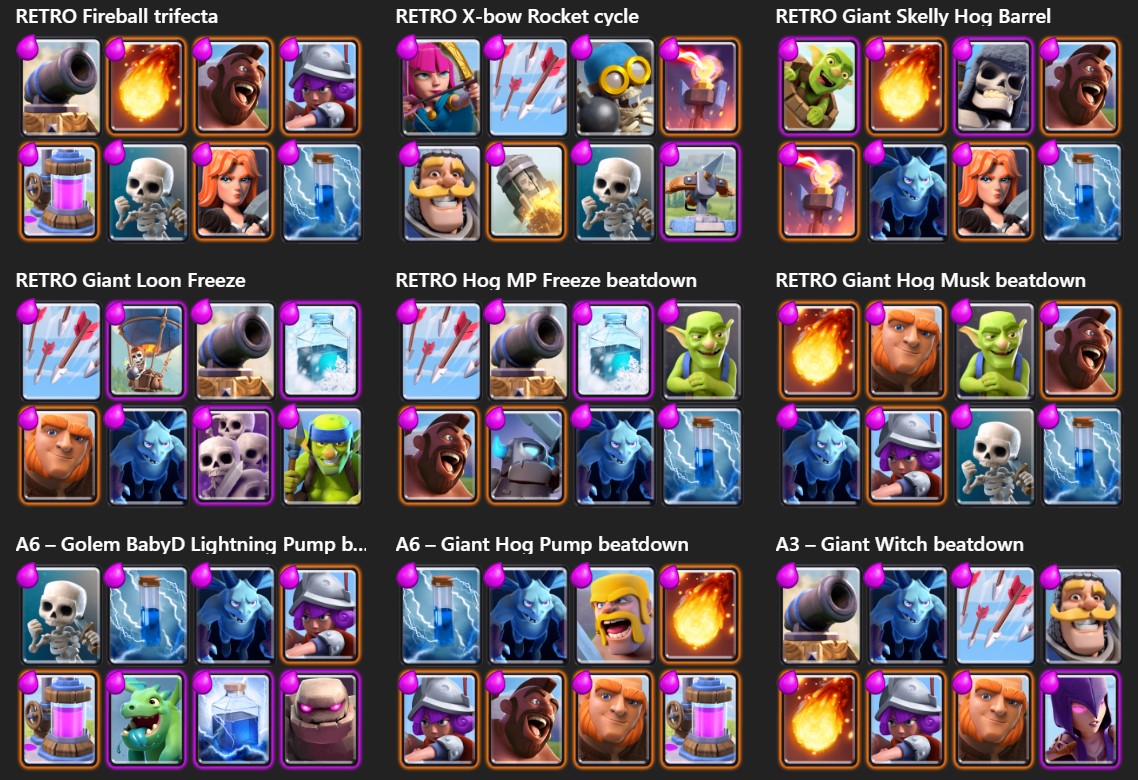 RETRO Fireball trifecta
RETRO X-bow Rocket cycle
RETRO Giant Skelly Hog Barrel
RETRO Giant Loon Freeze
RETRO Hog MP Freeze beatdown
RETRO Giant Hog Musk beatdown
A6 – Golem BabyD Lightning Pump b...
A6 – Giant Hog Pump beatdown
A3 – Giant Witch beatdown